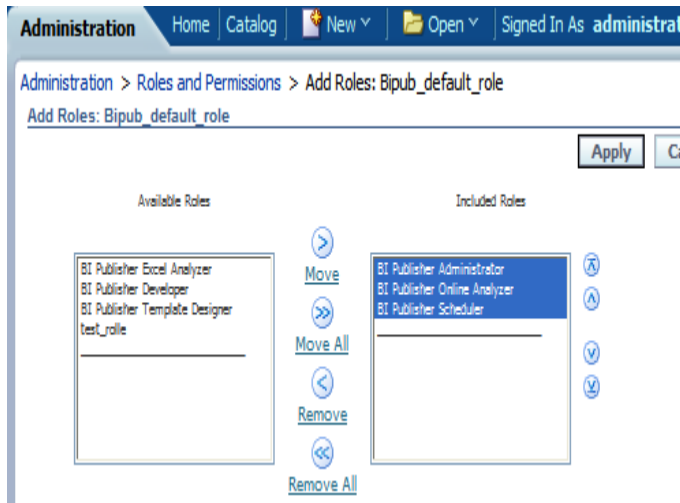 Administration Home Catalog New Open Signed In As administrat
Administration > Roles and Permissions > Add Roles: Bipub_default_role
Add Roles: Bipub_default_role
Apply Ca
Available Roles
Included Roles
BI Publisher Excel Analyzer
BI Publisher Developer
BI Publisher Template Designer
test_rolle
Move
Move All
Remove
Remove All
BI Publisher Administrator
BI Publisher Online Analyzer
BI Publisher Scheduler